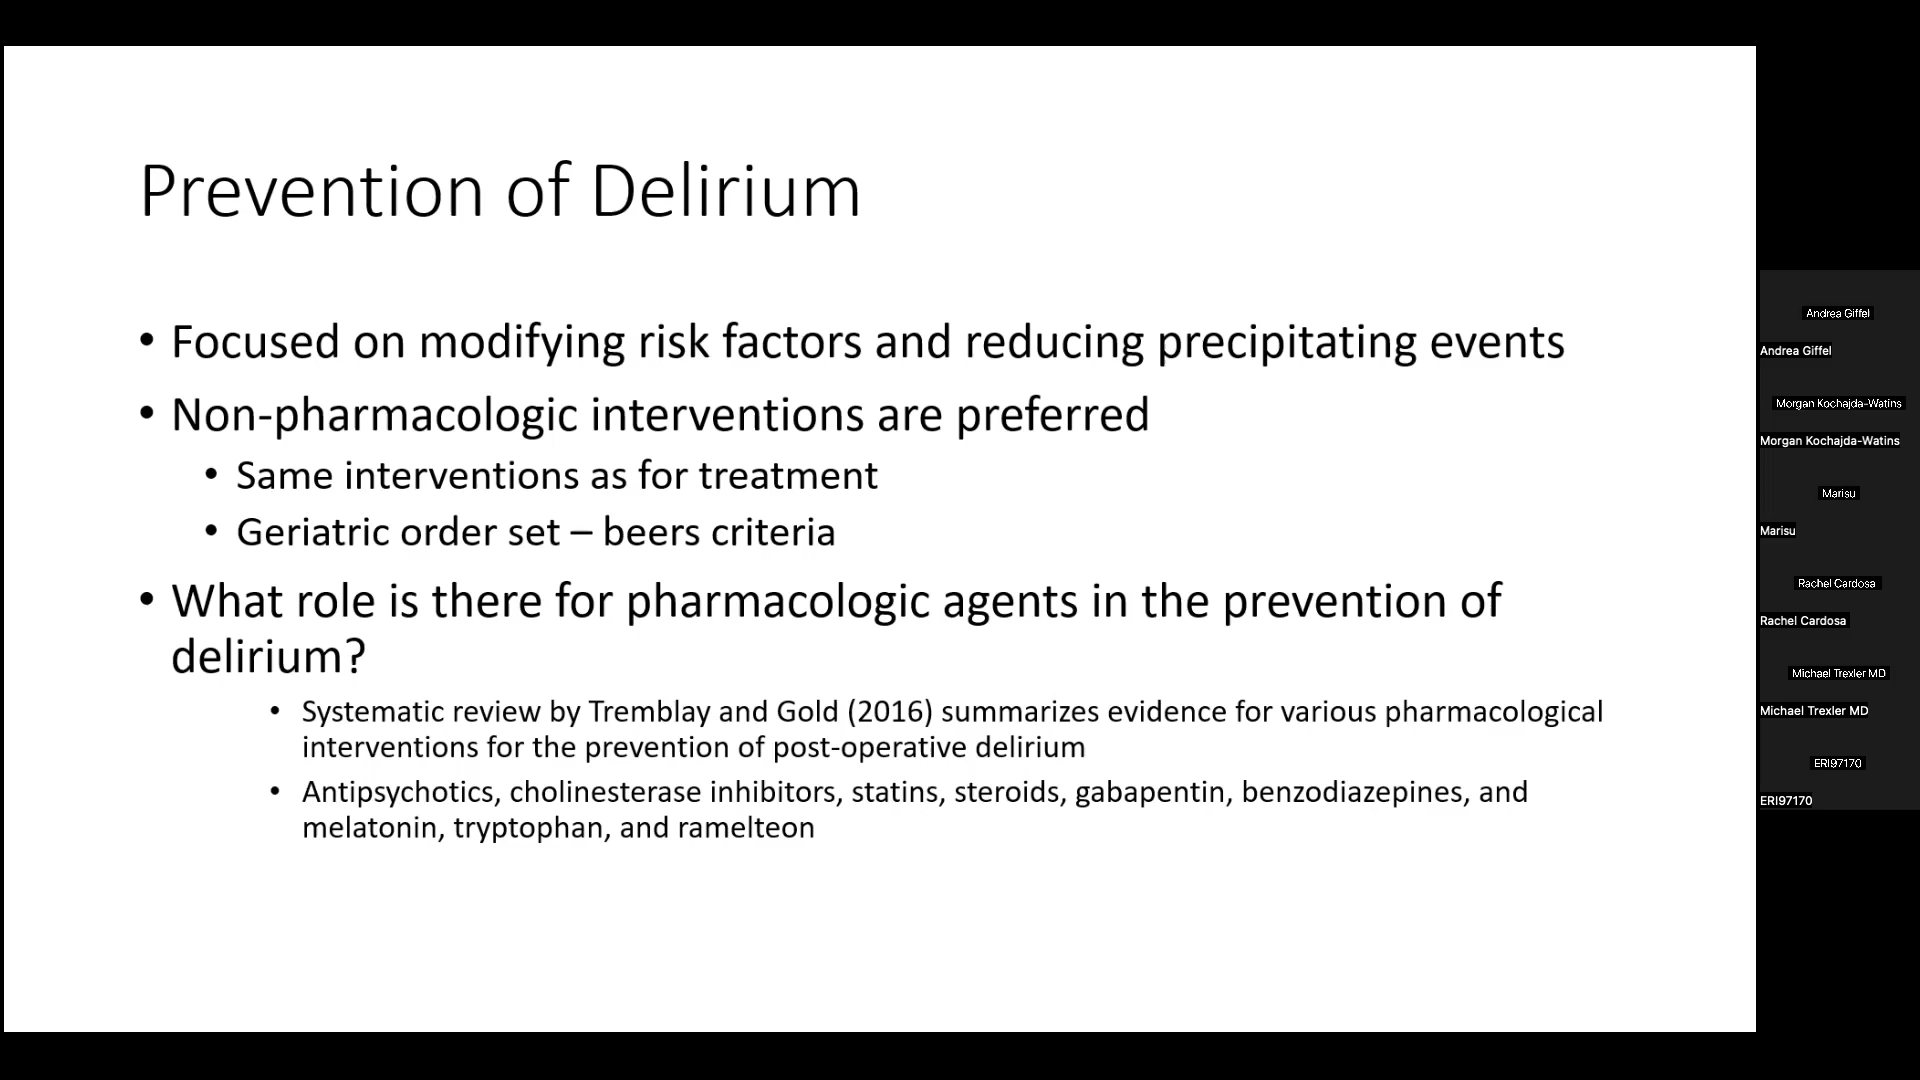 Prevention of Delirium
• Focused on modifying risk factors and reducing precipitating events
• Non-pharmacologic interventions are preferred
• Same interventions as for treatment
• Geriatric order set – beers criteria
• What role is there for pharmacologic agents in the prevention of
delirium?
• Systematic review by Tremblay and Gold (2016) summarizes evidence for various pharmacological
interventions for the prevention of post-operative delirium
• Antipsychotics, cholinesterase inhibitors, statins, steroids, gabapentin, benzodiazepines, and
melatonin, tryptophan, and ramelteon
Andrea Giffel
Andrea Giffel
Morgan Kochajda-Watins
Morgan Kochajda-Watins
Marisu
Marisu
Rachel Cardosa
Rachel Cardosa
Michael Trexler MD
Michael Trexler MD
ERI97170
ERI97170